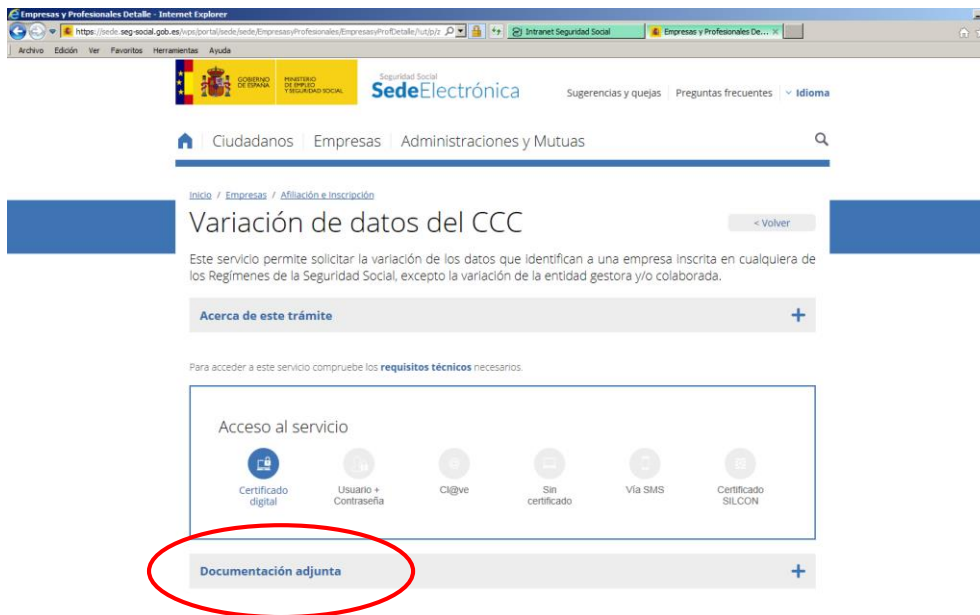 Empresas y Profesionales Detalle - Internet Explorer
https://sede.seg-social.gob.es/wps/portal/sede/sede/EmpresasyProfesionales/EmpresasyProfDetalle/!ut/p/z
Intranet Seguridad Social
Empresas y Profesionales De...
Archivo Edición Ver Favoritos Herramientas Ayuda
GOBIERNO DE ESPAÑA
MINISTERIO DE EMPLEO Y SEGURIDAD SOCIAL
Seguridad Social
SedeElectrónica
Sugerencias y quejas Preguntas frecuentes Idioma
Ciudadanos Empresas Administraciones y Mutuas
Inicio / Empresas / Afiliación e Inscripción
Variación de datos del CCC
< Volver
Este servicio permite solicitar la variación de los datos que identifican a una empresa inscrita en cualquiera de
los Regímenes de la Seguridad Social, excepto la variación de la entidad gestora y/o colaborada.
Acerca de este trámite +
Para acceder a este servicio compruebe los requisitos técnicos necesarios.
Acceso al servicio
Certificado digital
Usuario + Contraseña
Cl@ve
Sin certificado
Vía SMS
Certificado SILCON
Documentación adjunta +